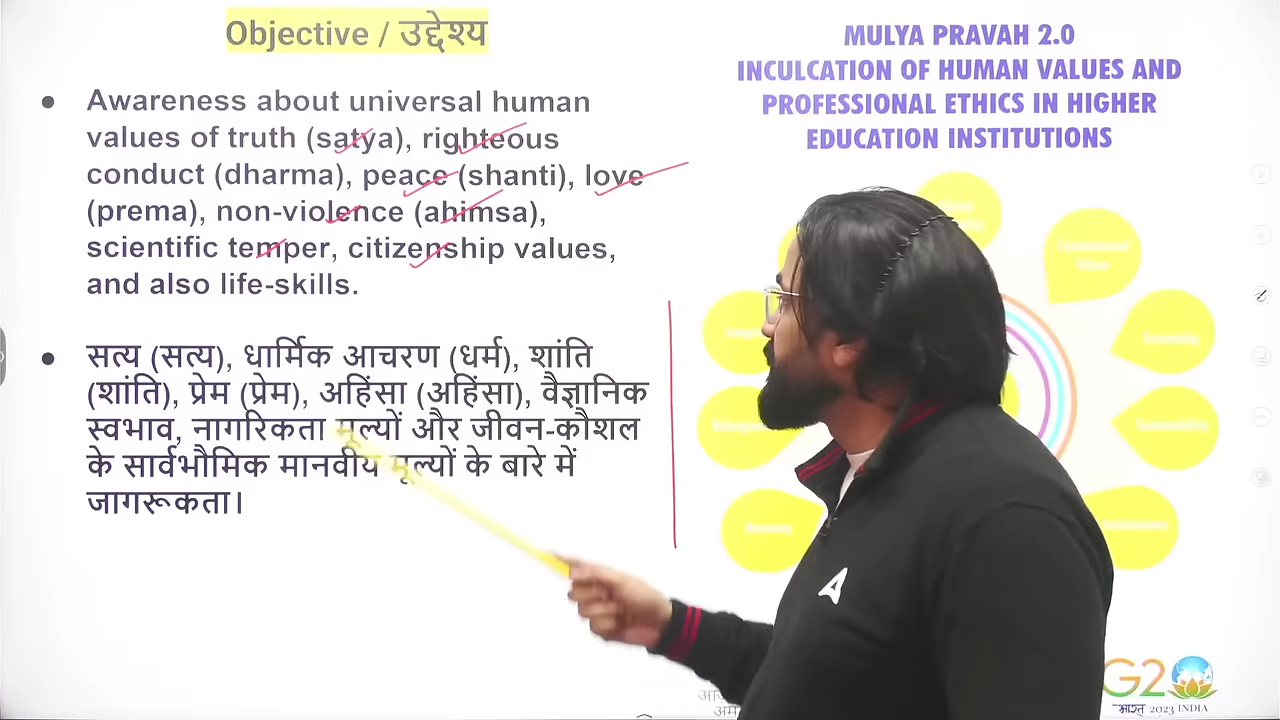 Objective / उद्देश्य
Awareness about universal human
values of truth (satya), righteous
conduct (dharma), peace (shanti), love
(prema), non-violence (ahimsa),
scientific temper, citizenship values,
and also life-skills.
सत्य (सत्य), धार्मिक आचरण (धर्म), शांति
(शांति), प्रेम (प्रेम), अहिंसा (अहिंसा), वैज्ञानिक
स्वभाव, नागरिकता मूल्यों और जीवन-कौशल
के सार्वभौमिक मानवीय मूल्यों के बारे में
जागरूकता।
MULYA PRAVAH 2.0
INCULCATION OF HUMAN VALUES AND
PROFESSIONAL ETHICS IN HIGHER
EDUCATION INSTITUTIONS
G20
भारत 2023 INDIA